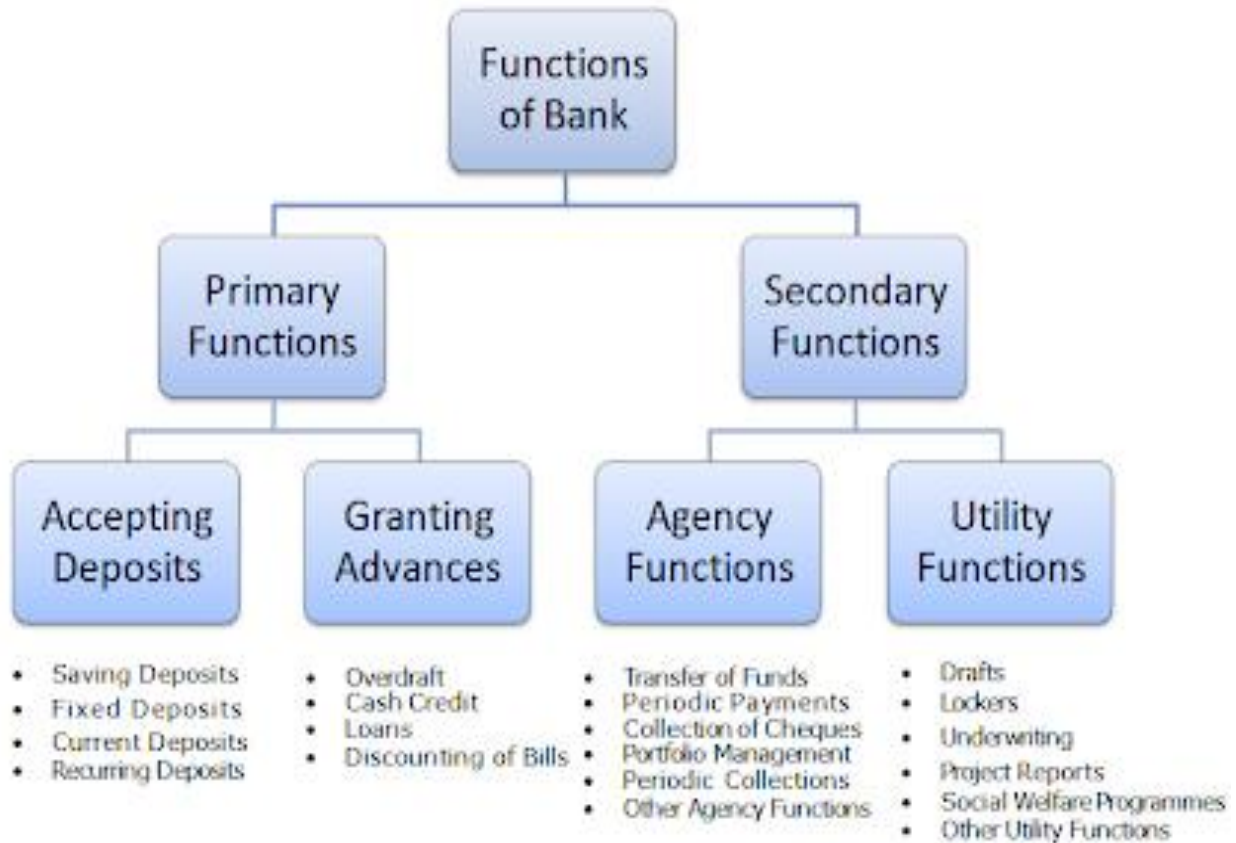 Functions
of Bank
Primary
Functions
Secondary
Functions
Accepting
Deposits
Granting
Advances
Agency
Functions
Utility
Functions
• Saving Deposits
• Fixed Deposits
• Current Deposits
• Recurring Deposits
• Overdraft
• Cash Credit
• Loans
• Discounting of Bills
• Transfer of Funds
• Periodic Payments
• Collection of Cheques
• Portfolio Management
• Periodic Collections
• Other Agency Functions
• Drafts
• Lockers
• Underwriting
• Project Reports
• Social Welfare Programmes
• Other Utility Functions